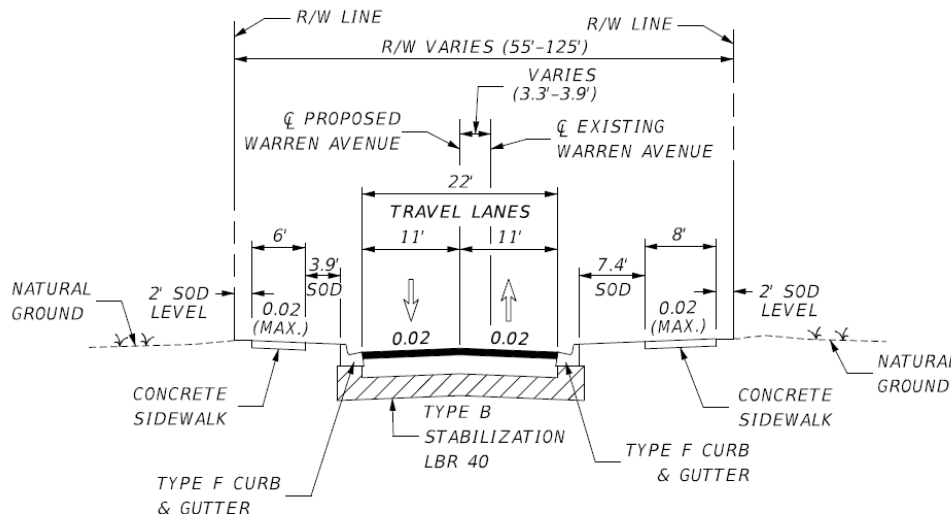 R/W LINE
R/W LINE
R/W VARIES (55'-125')
VARIES
(3.3'-3.9')
℄ PROPOSED
WARREN AVENUE
℄ EXISTING
WARREN AVENUE
22'
TRAVEL LANES
6'
11'
11'
8'
3.9'
SOD
7.4'
SOD
NATURAL
GROUND
2' SOD
LEVEL
0.02
(MAX.)
0.02
0.02
0.02
(MAX.)
2' SOD
LEVEL
NATURAL
GROUND
CONCRETE
SIDEWALK
CONCRETE
SIDEWALK
TYPE B
STABILIZATION
LBR 40
TYPE F CURB
& GUTTER
TYPE F CURB
& GUTTER